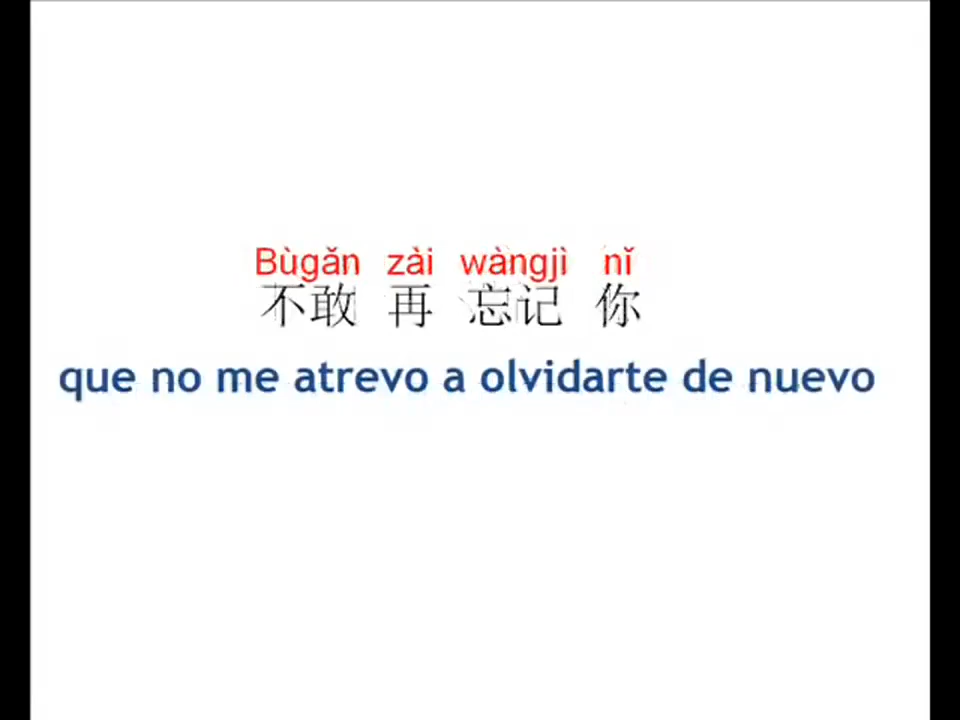 Bùgǎn zài wàngjì nǐ
不敢 再 忘记 你
que no me atrevo a olvidarte de nuevo